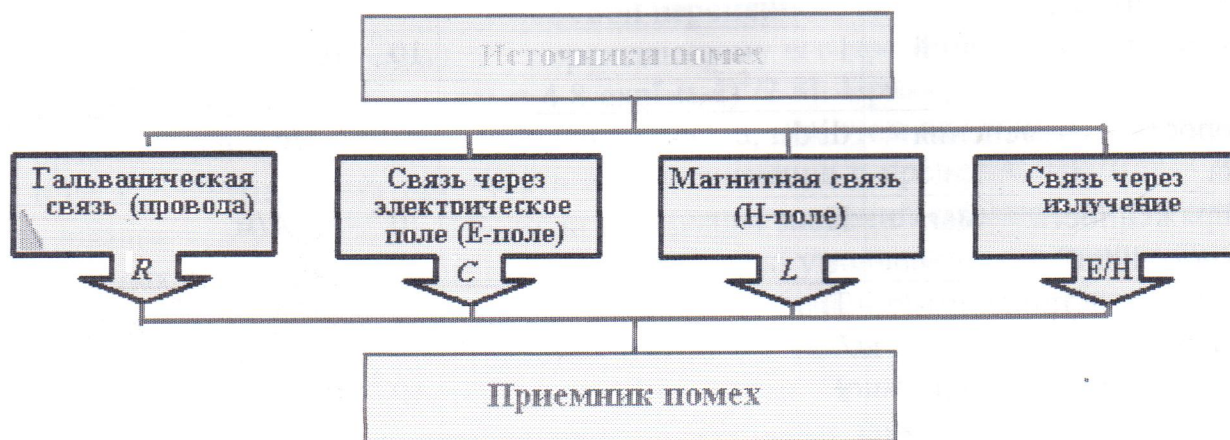 Источники помех
Гальваническая
связь (провода)
R
Связь через
электрическое
поле (Е-поле)
C
Магнитная связь
(Н-поле)
L
Связь через
излучение
Е/Н
Приемник помех